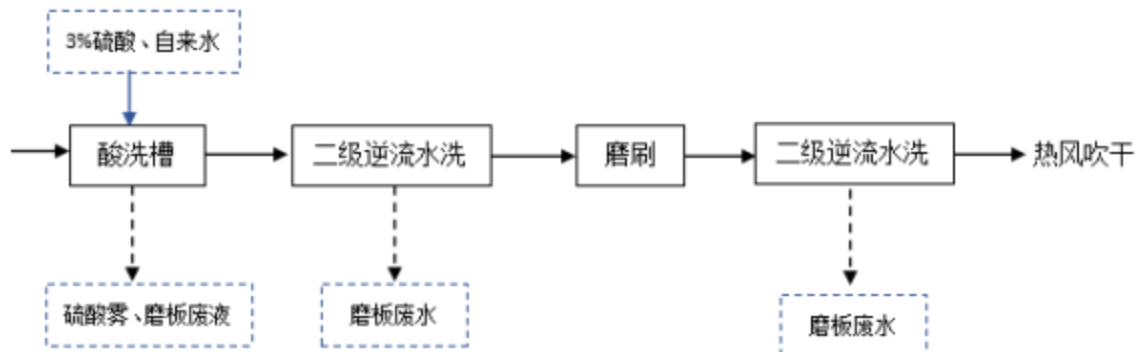 3%硫酸、自来水
酸洗槽
二级逆流水洗
磨刷
二级逆流水洗
热风吹干
硫酸雾、磨板废液
磨板废水
磨板废水